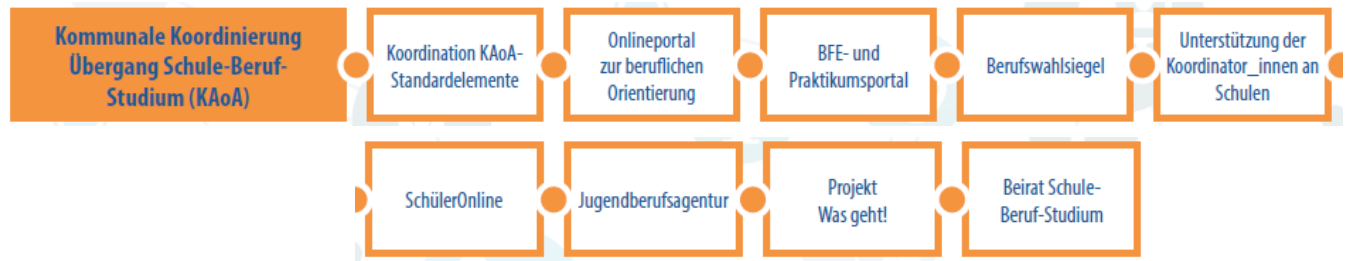 Kommunale Koordinierung
Übergang Schule-Beruf-
Studium (KAoA)
Koordination KAoA-
Standardelemente
Onlineportal
zur beruflichen
Orientierung
BFE- und
Praktikumsportal
Berufswahlsiegel
Unterstützung der
Koordinator_innen an
Schulen
SchülerOnline
Jugendberufsagentur
Projekt
Was geht!
Beirat Schule-
Beruf-Studium